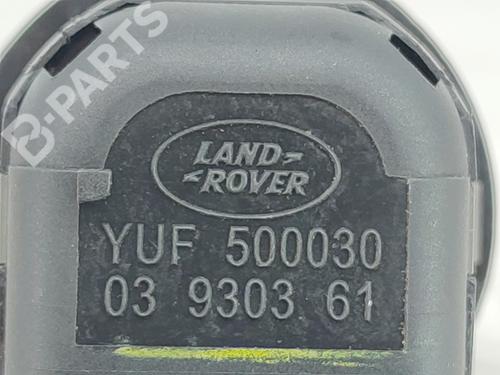 B-PARTS
LAND-
ROVER
YUF 500030
03 9303 61